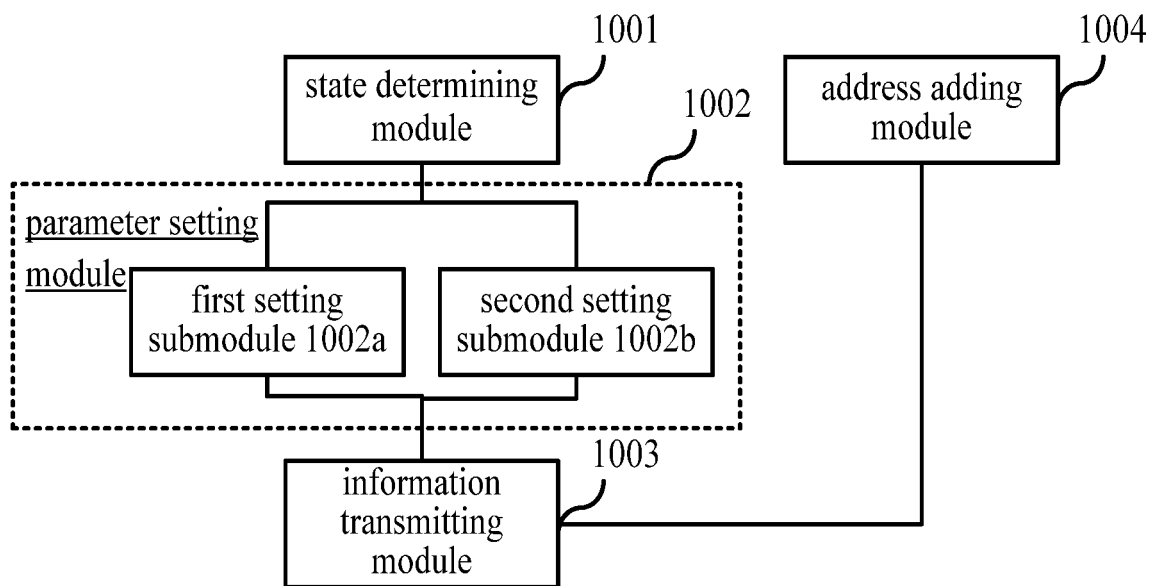 1001
1004
state determining
module
address adding
module
1002
parameter setting
module
first setting
submodule 1002a
second setting
submodule 1002b
1003
information
transmitting
module